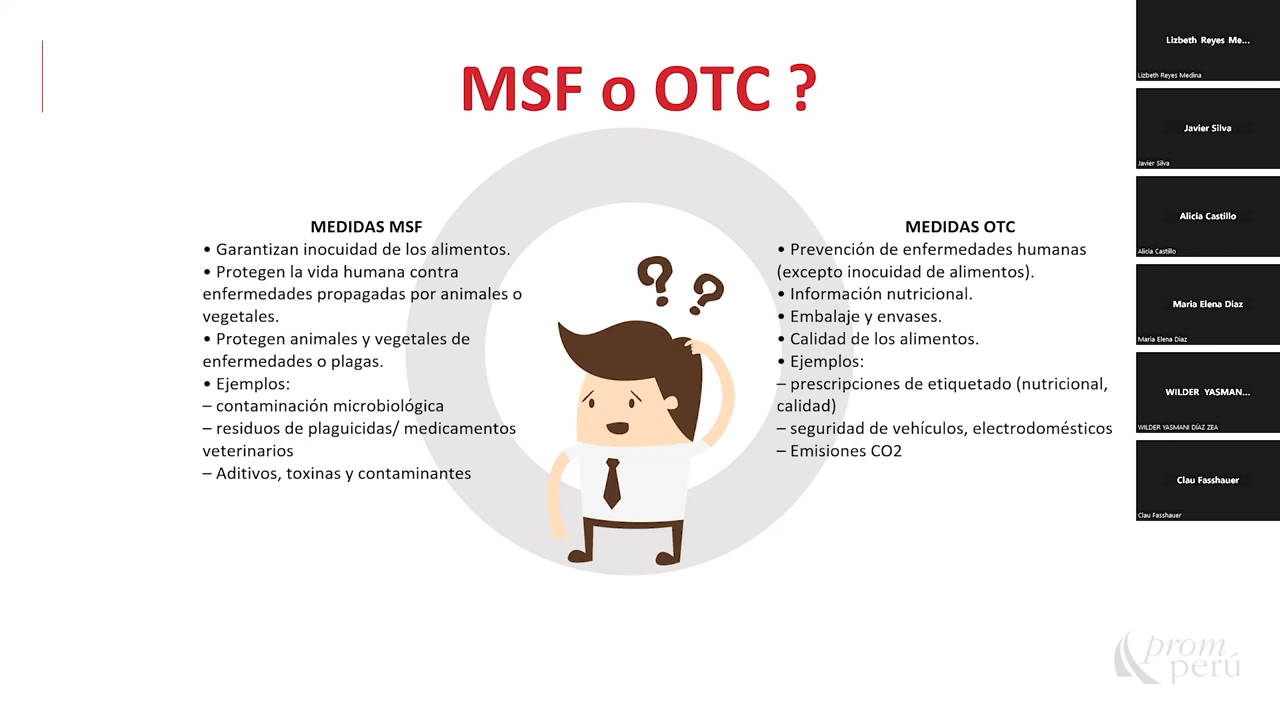 MSF o OTC ?
MEDIDAS MSF
• Garantizan inocuidad de los alimentos.
• Protegen la vida humana contra
enfermedades propagadas por animales o
vegetales.
• Protegen animales y vegetales de
enfermedades o plagas.
• Ejemplos:
– contaminación microbiológica
– residuos de plaguicidas/ medicamentos
veterinarios
– Aditivos, toxinas y contaminantes
? ?
MEDIDAS OTC
• Prevención de enfermedades humanas
(excepto inocuidad de alimentos).
• Información nutricional.
• Embalaje y envases.
• Calidad de los alimentos.
• Ejemplos:
– prescripciones de etiquetado (nutricional,
calidad)
– seguridad de vehículos, electrodomésticos
– Emisiones CO2
Lizbeth Reyes Me...
Lizbeth Reyes Medina
Javier Silva
Javier Silva
Alicia Castillo
Alicia Castillo
Maria Elena Diaz
Maria Elena Diaz
WILDER YASMAN...
WILDER YASMANI DÍAZ ZEA
Clau Fasshauer
Clau Fasshauer
prom
perú